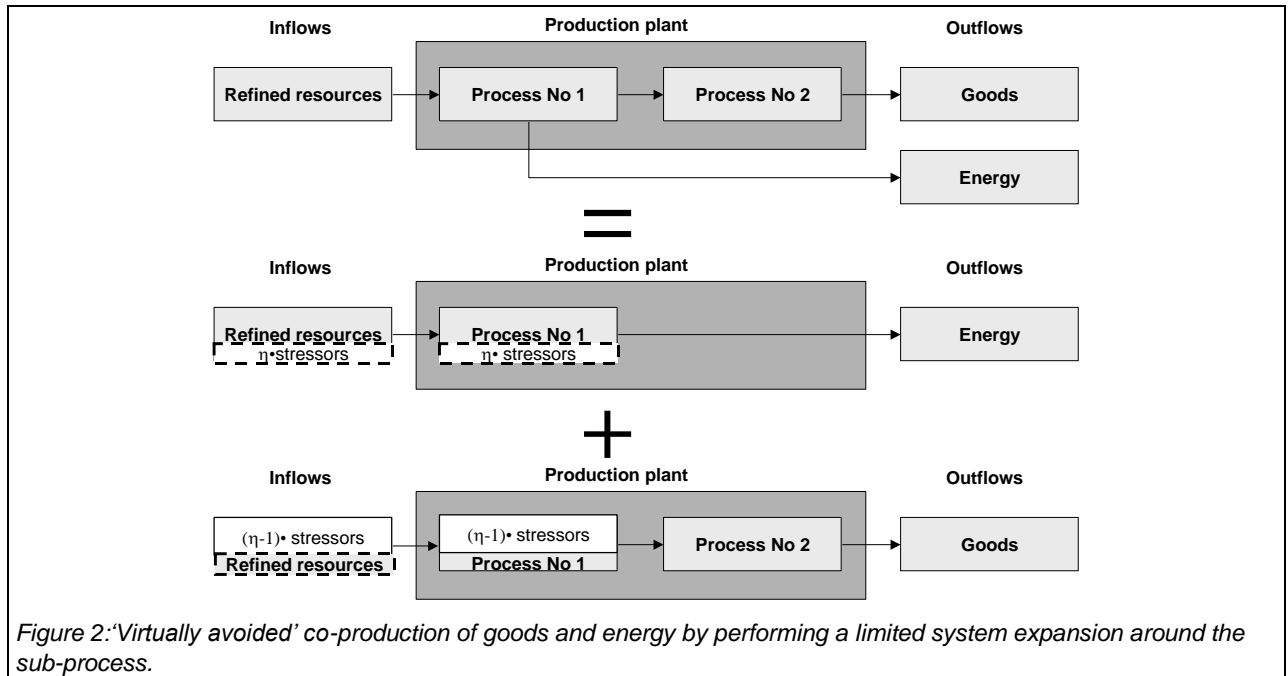 Inflows Production plant Outflows
Refined resources Process No 1 Process No 2 Goods
Energy
=
Inflows Production plant Outflows
Refined resources Process No 1 Energy
η•stressors η• stressors
+
Inflows Production plant Outflows
(η-1)• stressors (η-1)• stressors Process No 2 Goods
Refined resources Process No 1
Figure 2:‘Virtually avoided’ co-production of goods and energy by performing a limited system expansion around the
sub-process.